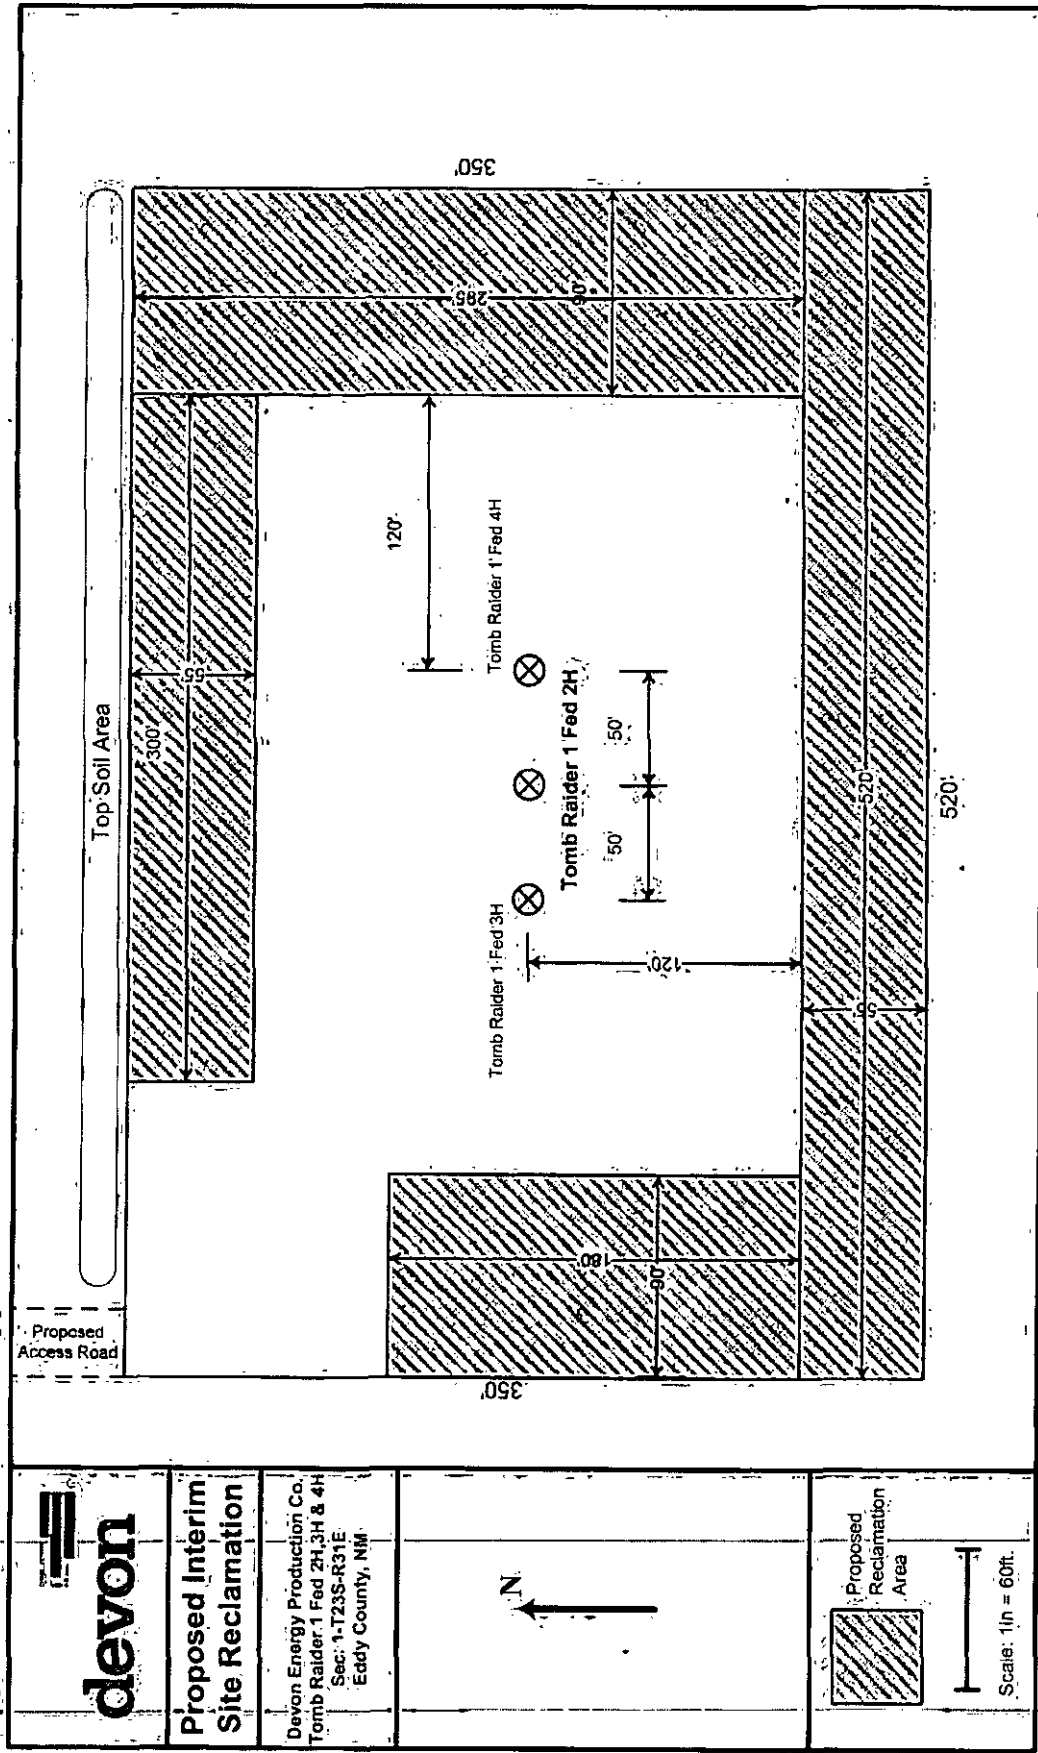 devon
Proposed Interim
Site Reclamation
Devon Energy Production Co.
Tomb Raider 1 Fed 2H,3H & 4H
Sec. 1-T23S-R31E
Eddy County, NM
N
Proposed
Reclamation
Area
Scale: 1in = 60ft.
Proposed
Access Road
Top Soil Area
300'
55'
350'
285'
90'
120'
Tomb Raider 1 Fed 4H
Tomb Raider 1 Fed 2H
Tomb Raider 1 Fed 3H
50'
50'
120'
180'
90'
350'
55'
520'
520'